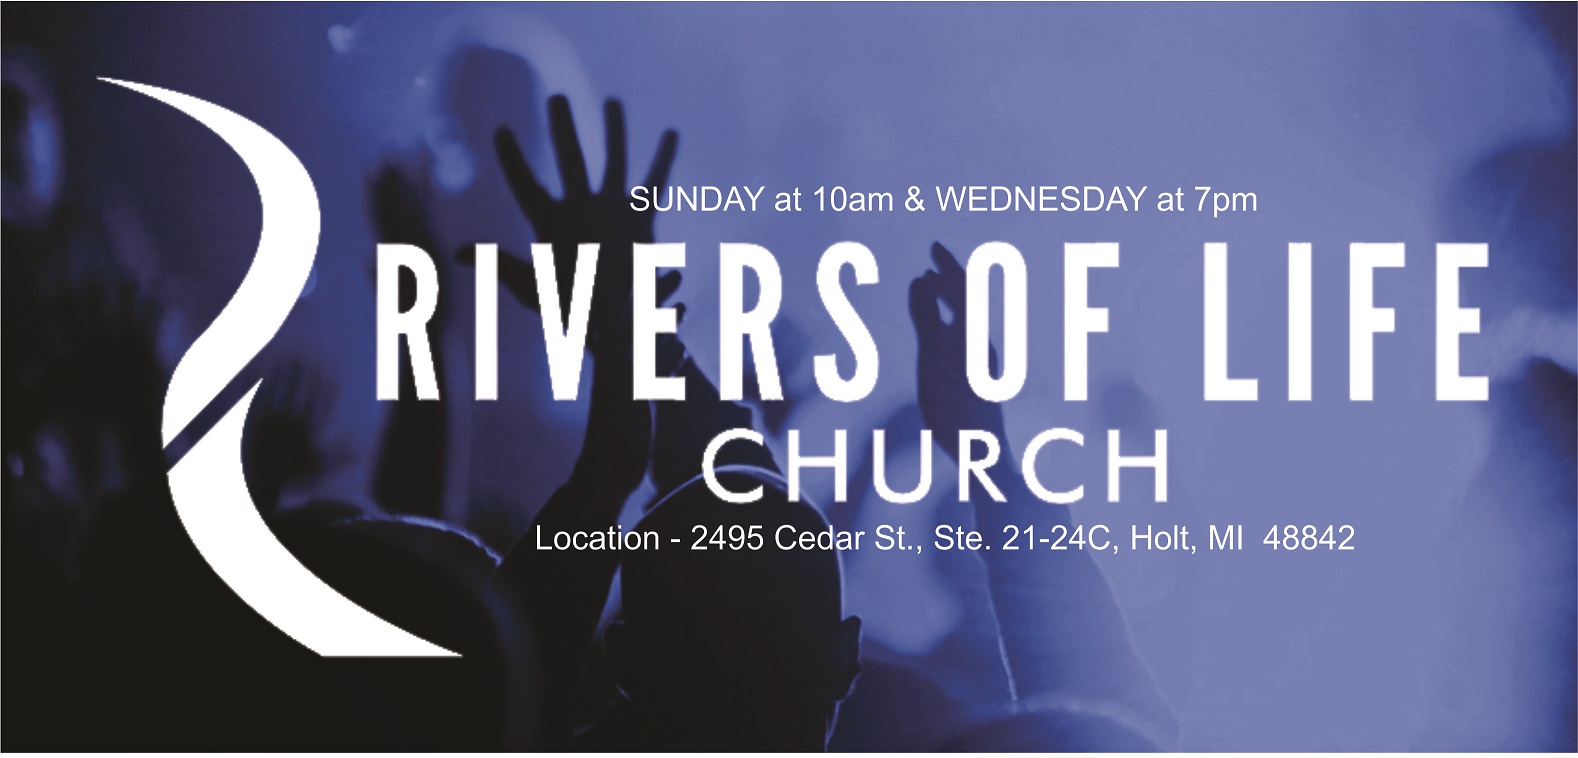 SUNDAY at 10am & WEDNESDAY at 7pm
RIVERS OF LIFE
CHURCH
Location - 2495 Cedar St., Ste. 21-24C, Holt, MI  48842